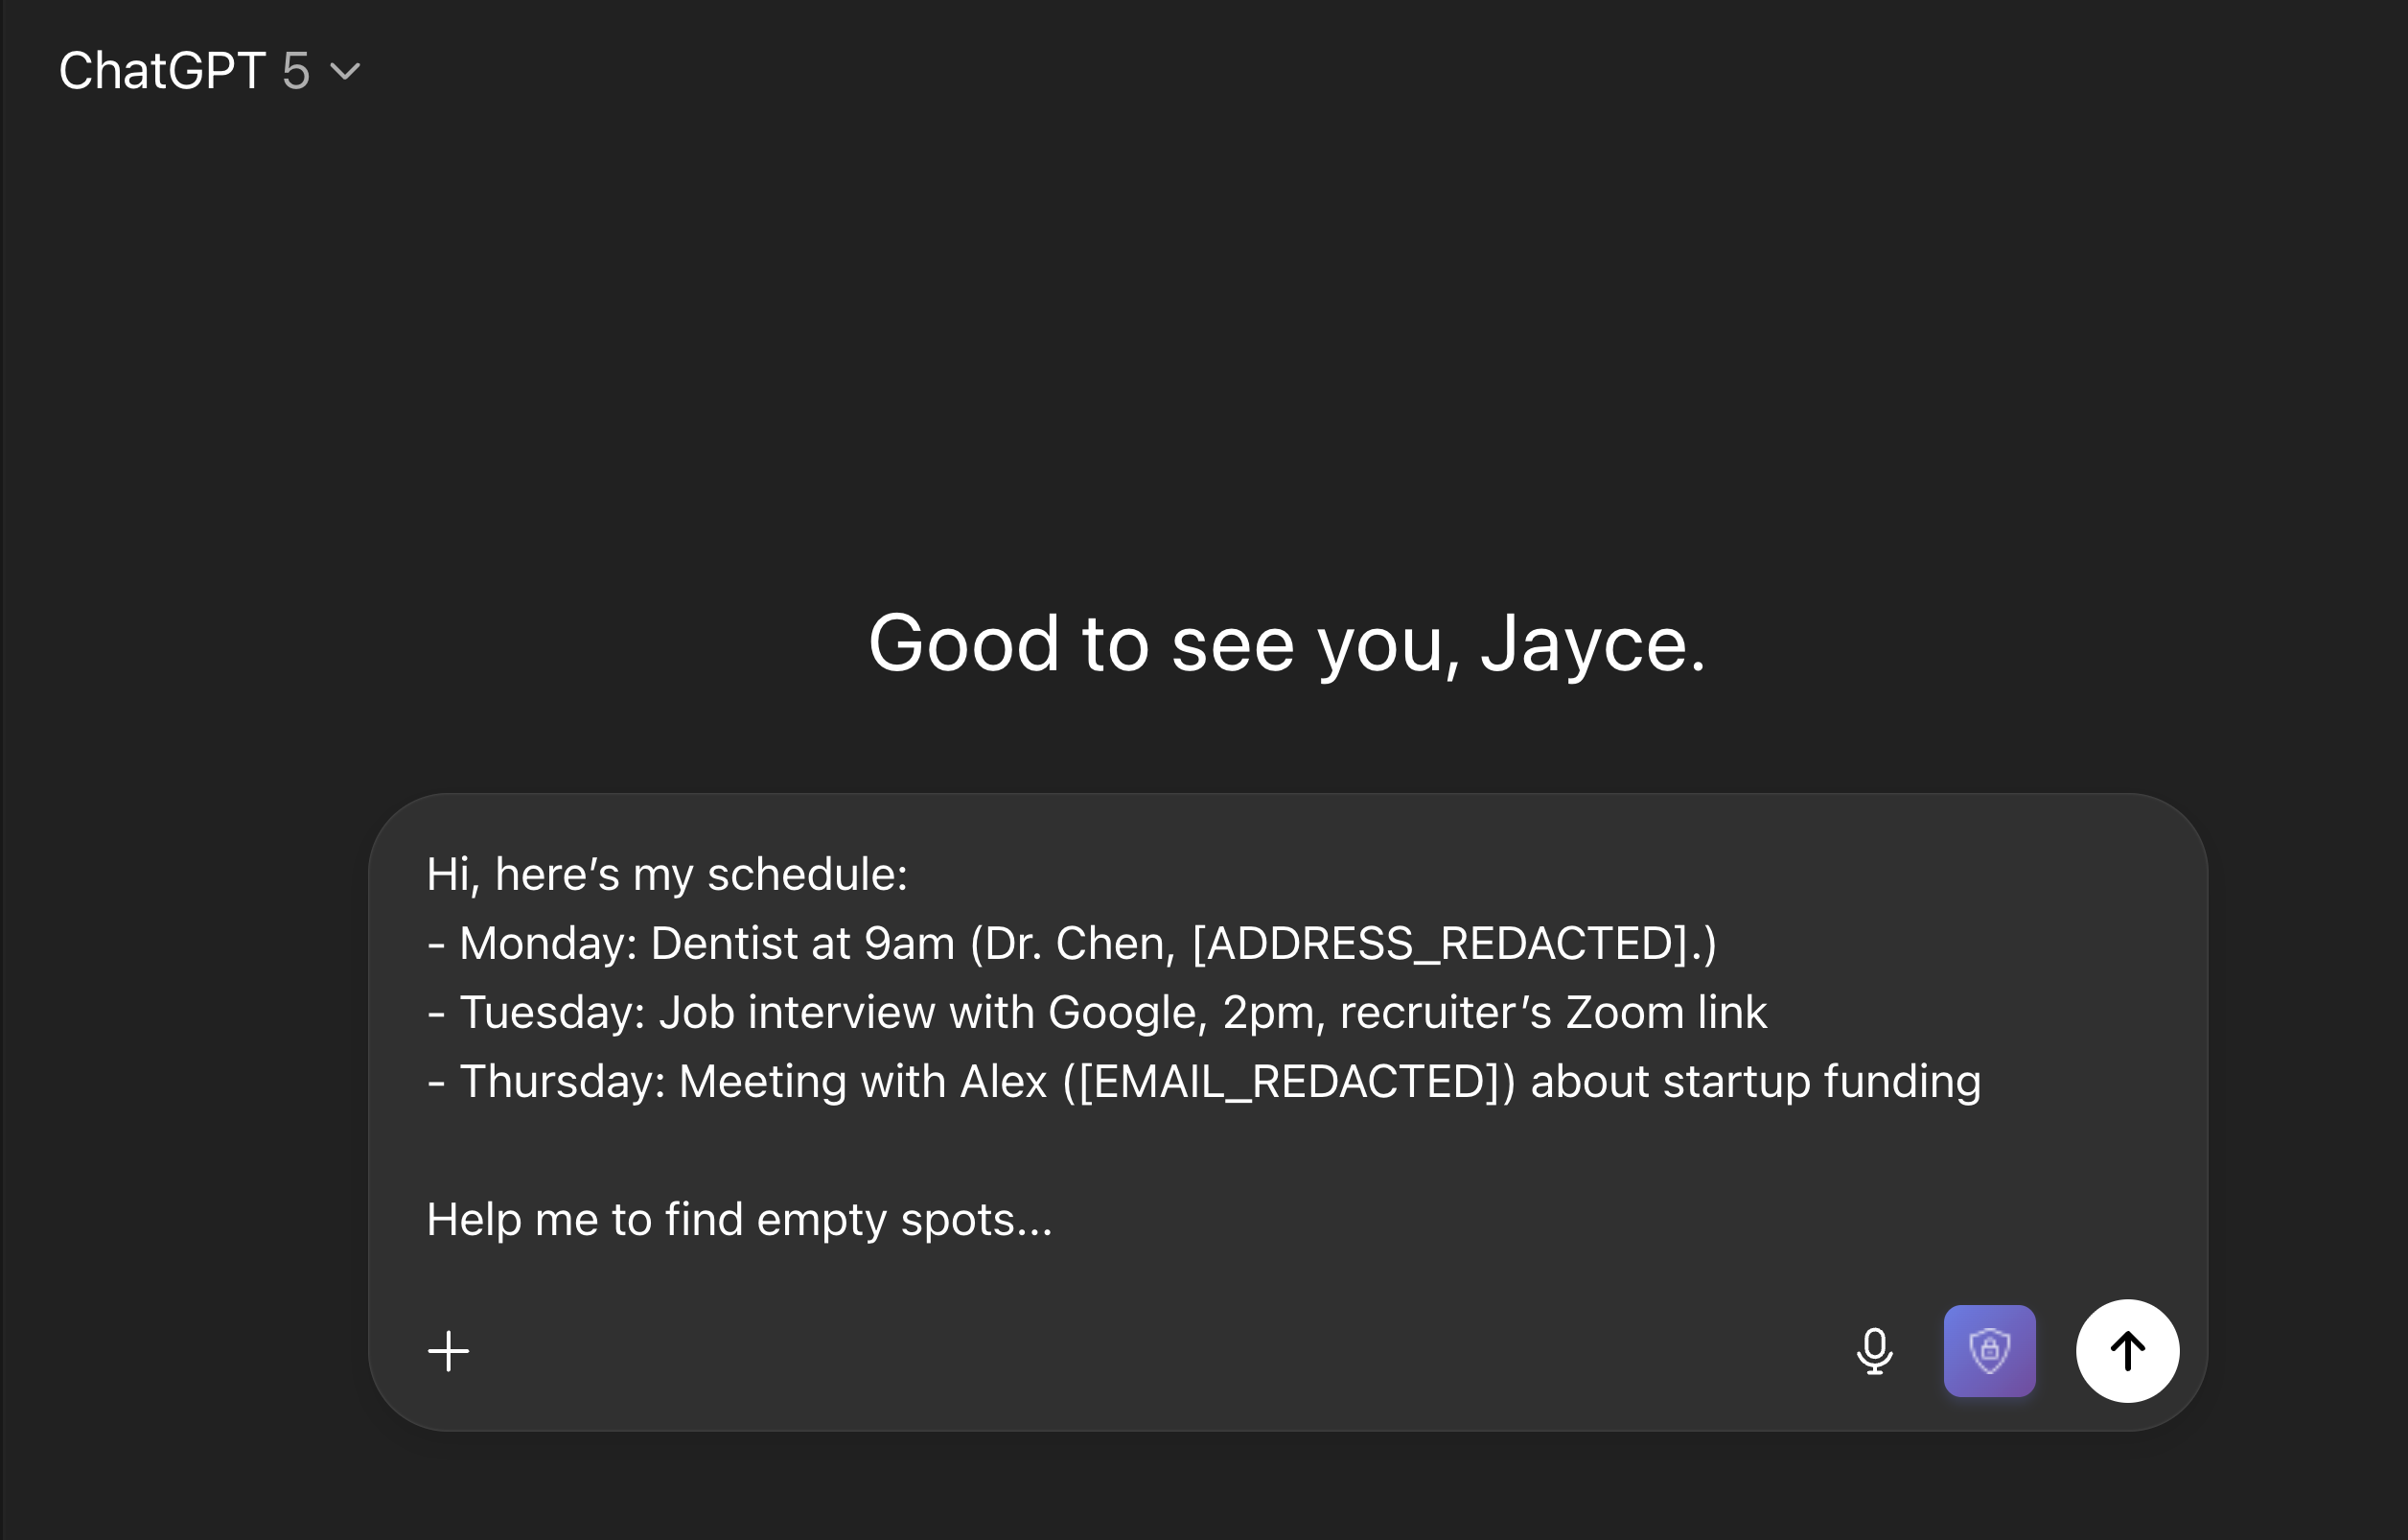 ChatGPT 5
Good to see you, Jayce.
Hi, here’s my schedule:
- Monday: Dentist at 9am (Dr. Chen, [ADDRESS_REDACTED].)
- Tuesday: Job interview with Google, 2pm, recruiter’s Zoom link
- Thursday: Meeting with Alex ([EMAIL_REDACTED]) about startup funding
Help me to find empty spots...